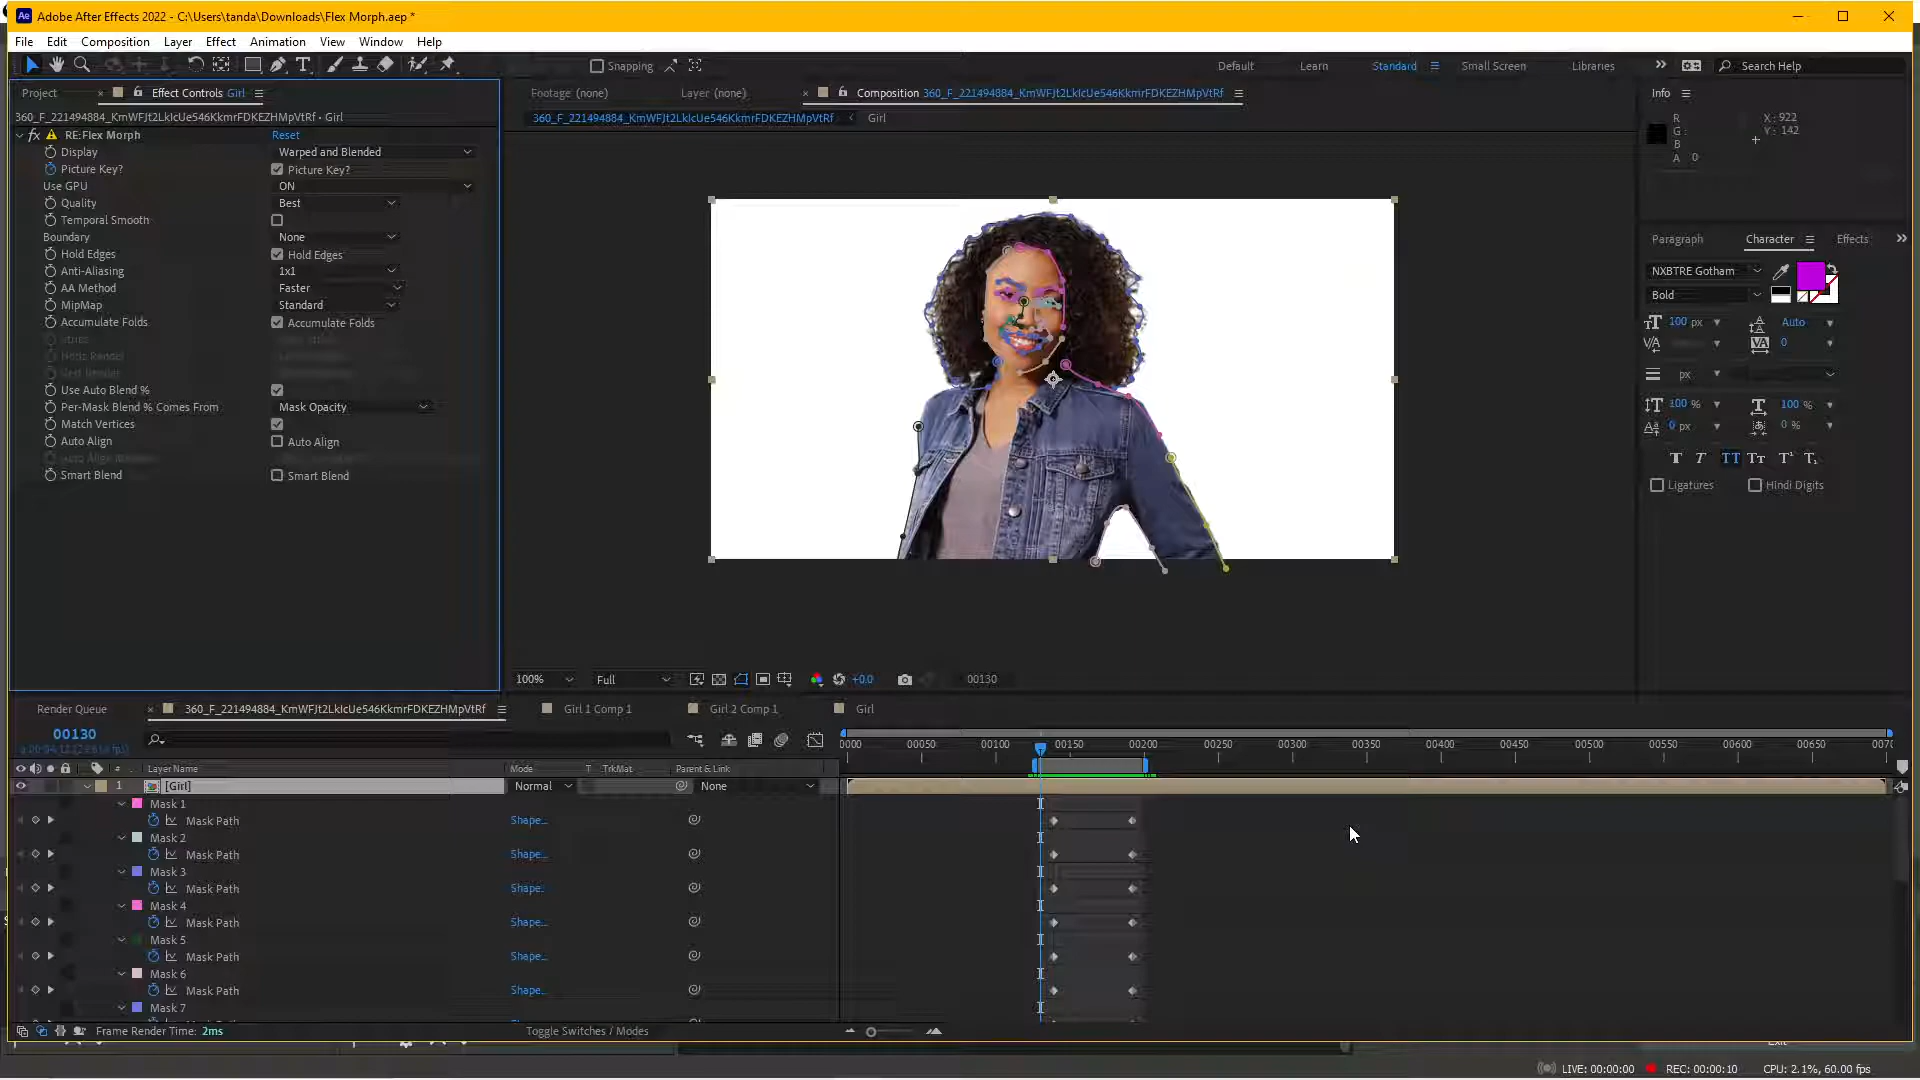 Adobe After Effects 2022 - C:\Users\tanda\Downloads\Flex Morph.aep *
File Edit Composition Layer Effect Animation View Window Help
Snapping
Default Learn Standard Small Screen Libraries Search Help
Project Effect Controls Girl
360_F_221494884_KmWFJt2LkIcUe546KkmrFDKEZHMpVtRf • Girl
fx RE:Flex Morph Reset
Display Warped and Blended
Picture Key? Picture Key?
Use GPU ON
Quality Best
Temporal Smooth
Boundary None
Hold Edges Hold Edges
Anti-Aliasing 1x1
AA Method Faster
MipMap Standard
Accumulate Folds Accumulate Folds
Use Auto Blend %
Per-Mask Blend % Comes From Mask Opacity
Match Vertices
Auto Align Auto Align
Smart Blend Smart Blend
Footage (none) Layer (none) Composition 360_F_221494884_KmWFJt2LkIcUe546KkmrFDKEZHMpVtRf
360_F_221494884_KmWFJt2LkIcUe546KkmrFDKEZHMpVtRf Girl
100% Full +0.0 00130
Info
R
G :
B
A 0
X : 922
Y : 142
Paragraph Character Effects
NXBTRE Gotham
Bold
100 px Auto
0
px
100 % 100 %
0 px 0 %
Ligatures Hindi Digits
Render Queue 360_F_221494884_KmWFJt2LkIcUe546KkmrFDKEZHMpVtRf Girl 1 Comp 1 Girl 2 Comp 1 Girl
00130
0000 00050 00100 00150 00200 00250 00300 00350 00400 00450 00500 00550 00600 00650 0070
# Layer Name Mode T TrkMat Parent & Link
1 [Girl] Normal None
Mask 1
Mask Path Shape...
Mask 2
Mask Path Shape...
Mask 3
Mask Path Shape...
Mask 4
Mask Path Shape...
Mask 5
Mask Path Shape...
Mask 6
Mask Path Shape...
Mask 7
Frame Render Time: 2ms Toggle Switches / Modes
LIVE: 00:00:00 REC: 00:00:10 CPU: 2.1%, 60.00 fps